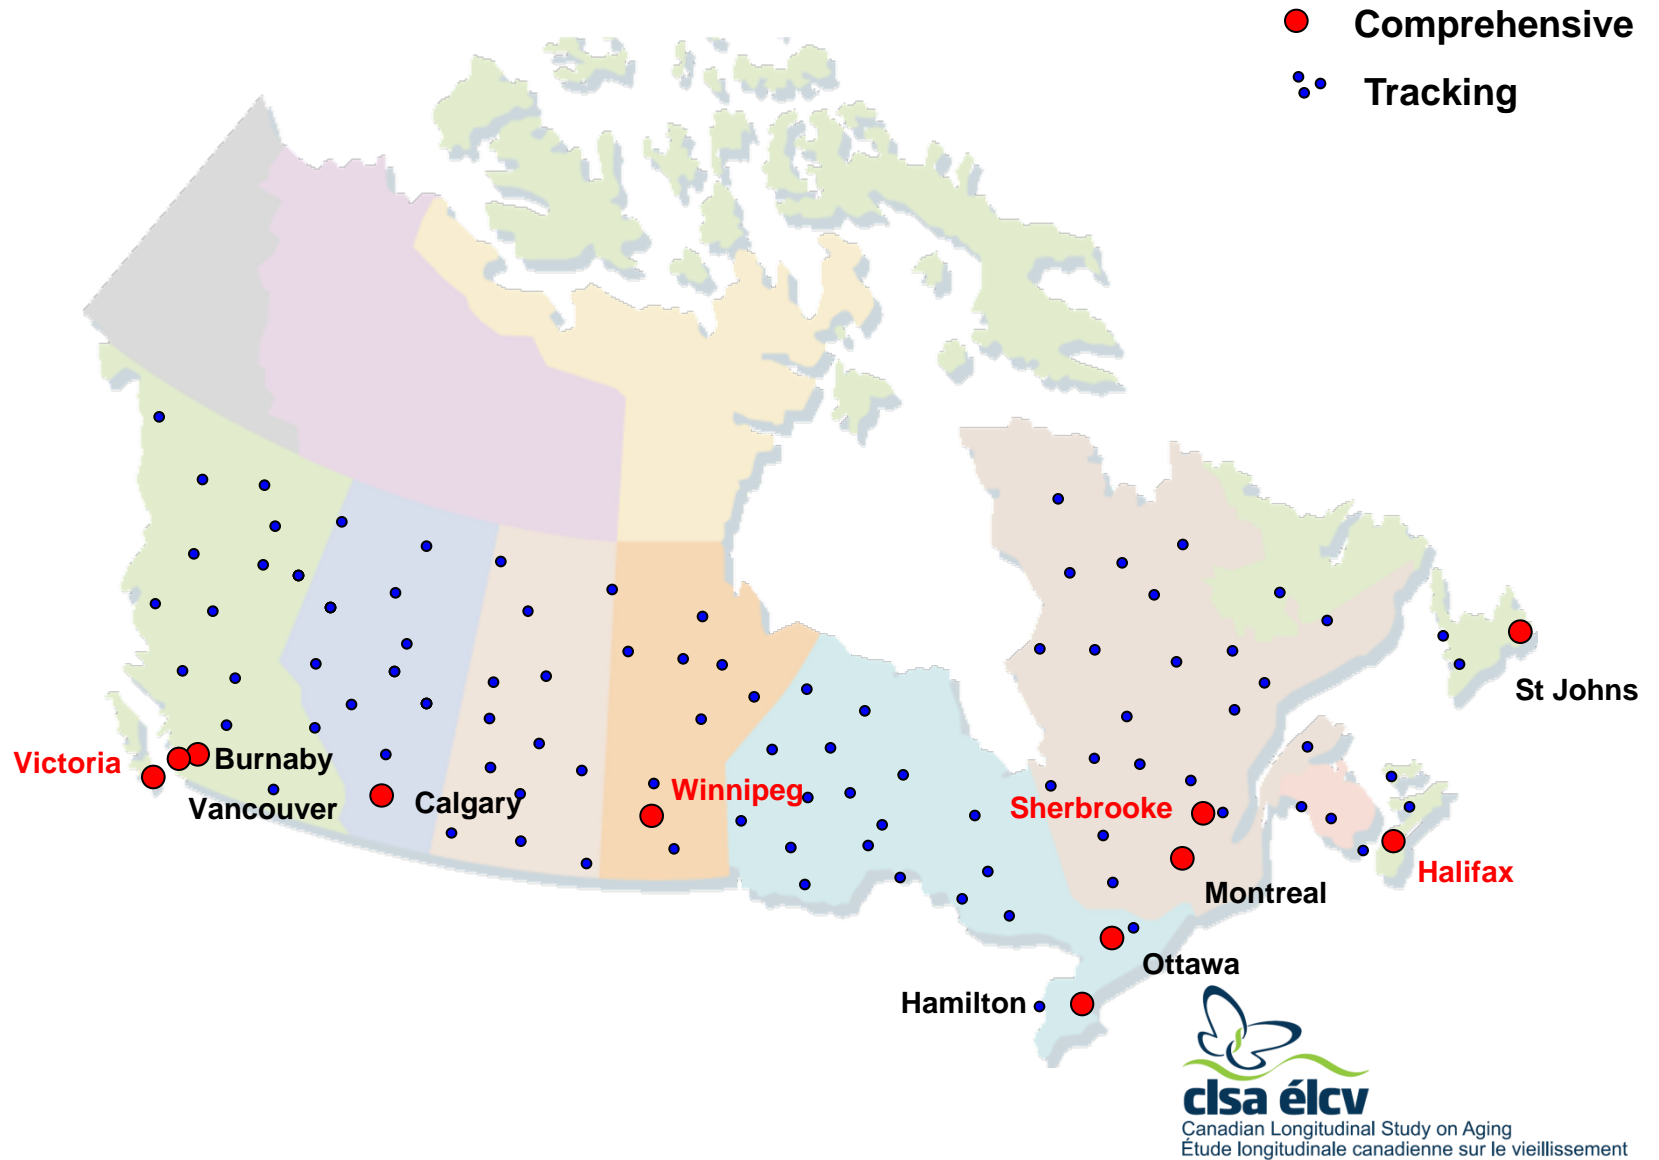 Comprehensive
Tracking
St Johns
Victoria
Burnaby
Vancouver
Calgary
Winnipeg
Sherbrooke
Halifax
Montreal
Ottawa
Hamilton
clsa élcv
Canadian Longitudinal Study on Aging
Étude longitudinale canadienne sur le vieillissement